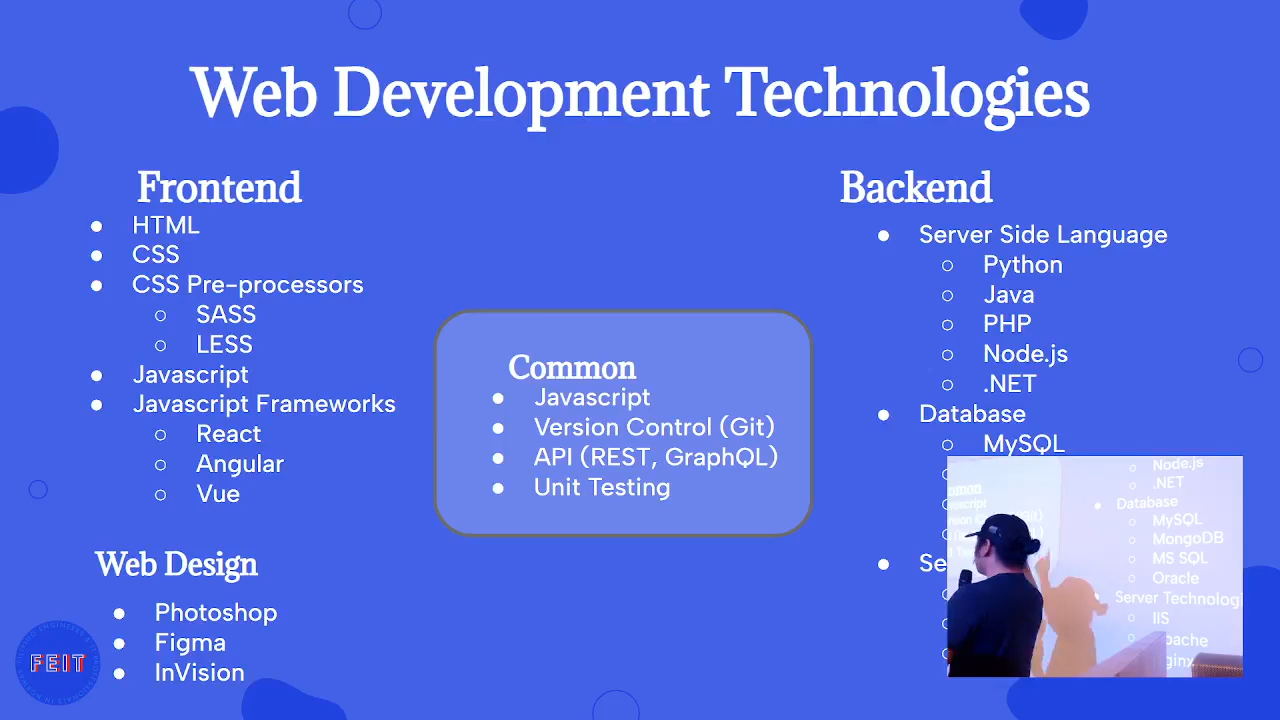 Web Development Technologies
Frontend
HTML
CSS
CSS Pre-processors
SASS
LESS
Javascript
Javascript Frameworks
React
Angular
Vue
Web Design
Photoshop
Figma
InVision
FEIT
Common
Javascript
Version Control (Git)
API (REST, GraphQL)
Unit Testing
Backend
Server Side Language
Python
Java
PHP
Node.js
.NET
Database
MySQL
Se
Node.js
.NET
Database
MySQL
MongoDB
MS SQL
Oracle
Server Technologi
IIS